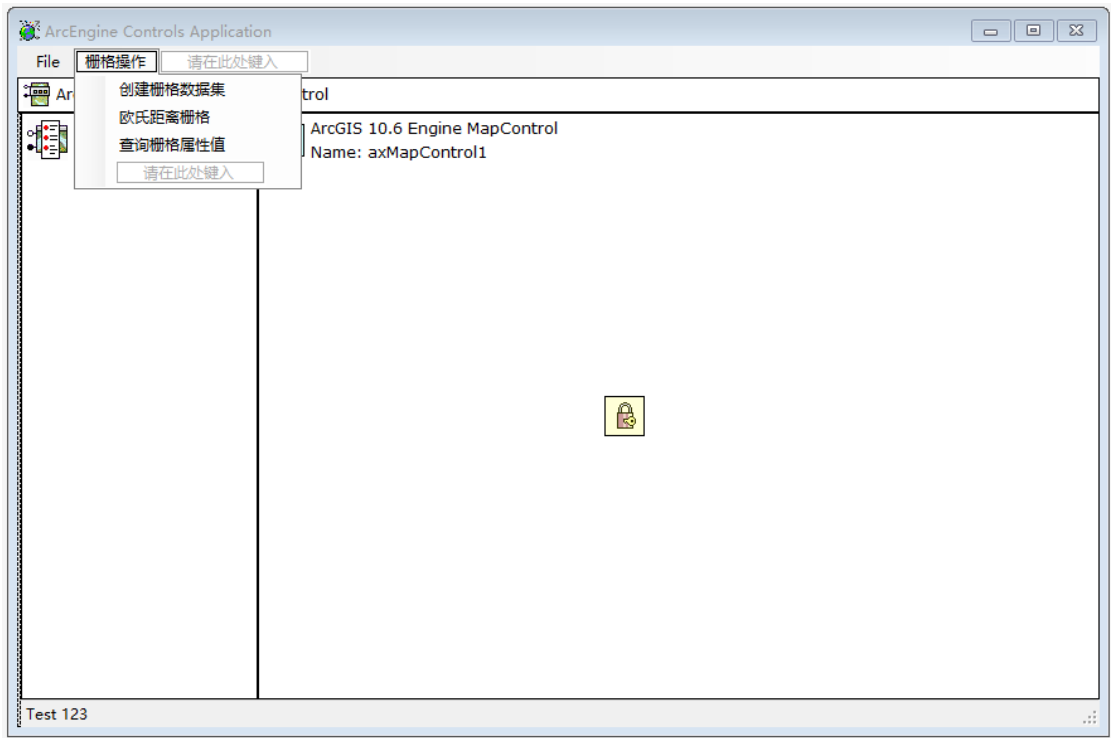 ArcEngine Controls Application
File 栅格操作 请在此处键入
Ar
trol
创建栅格数据集
欧氏距离栅格
查询栅格属性值
请在此处键入
ArcGIS 10.6 Engine MapControl
Name: axMapControl1
Test 123